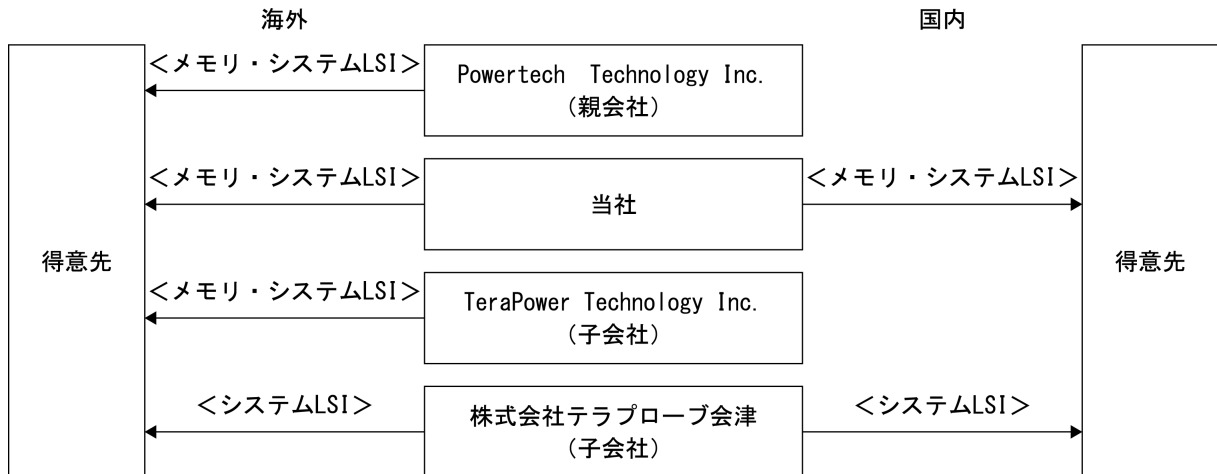 海外
国内
得意先
<メモリ・システムLSI>
Powertech Technology Inc.
(親会社)
<メモリ・システムLSI>
当社
<メモリ・システムLSI>
<メモリ・システムLSI>
TeraPower Technology Inc.
(子会社)
<システムLSI>
株式会社テラプローブ会津
(子会社)
<システムLSI>
得意先